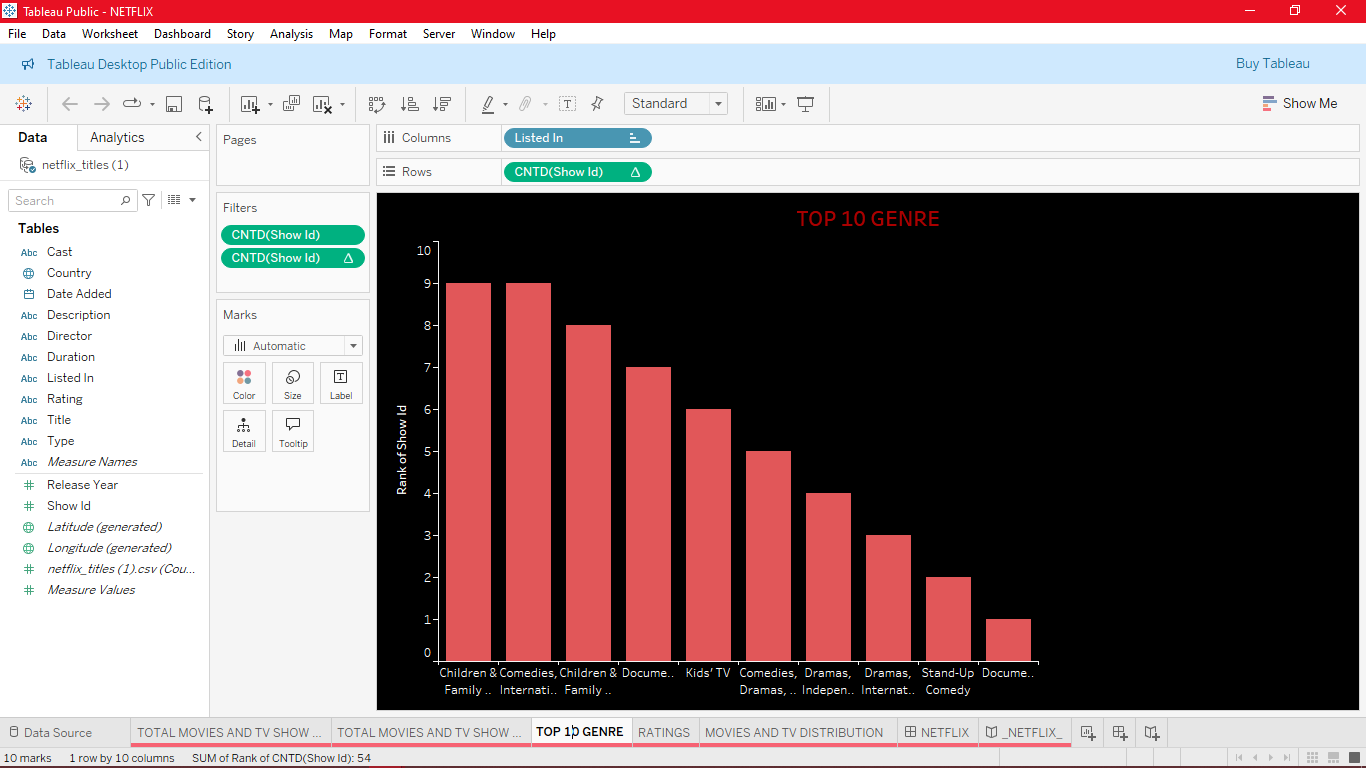 Tableau Public - NETFLIX
File Data Worksheet Dashboard Story Analysis Map Format Server Window Help
Tableau Desktop Public Edition
Buy Tableau
Standard
Show Me
Data
Analytics
netflix_titles (1)
Search
Tables
Abc Cast
Country
Date Added
Abc Description
Abc Director
Abc Duration
Abc Listed In
Abc Rating
Abc Title
Abc Type
Abc Measure Names
# Release Year
# Show Id
Latitude (generated)
Longitude (generated)
# netflix_titles (1).csv (Cou...
# Measure Values
Pages
Filters
CNTD(Show Id)
CNTD(Show Id) Δ
Marks
Automatic
Color
Size
T
Label
Detail
Tooltip
Columns
Listed In
Rows
CNTD(Show Id) Δ
TOP 10 GENRE
10
9
8
7
6
5
4
3
2
1
0
Rank of Show Id
Children &
Family ..
Comedies,
Internati..
Children &
Family ..
Docume..
Kids' TV
Comedies,
Dramas, ..
Dramas,
Indepen..
Dramas,
Internat..
Stand-Up
Comedy
Docume..
Data Source
TOTAL MOVIES AND TV SHOW ...
TOTAL MOVIES AND TV SHOW ...
TOP 10 GENRE
RATINGS
MOVIES AND TV DISTRIBUTION
NETFLIX
_NETFLIX_
10 marks
1 row by 10 columns
SUM of Rank of CNTD(Show Id): 54